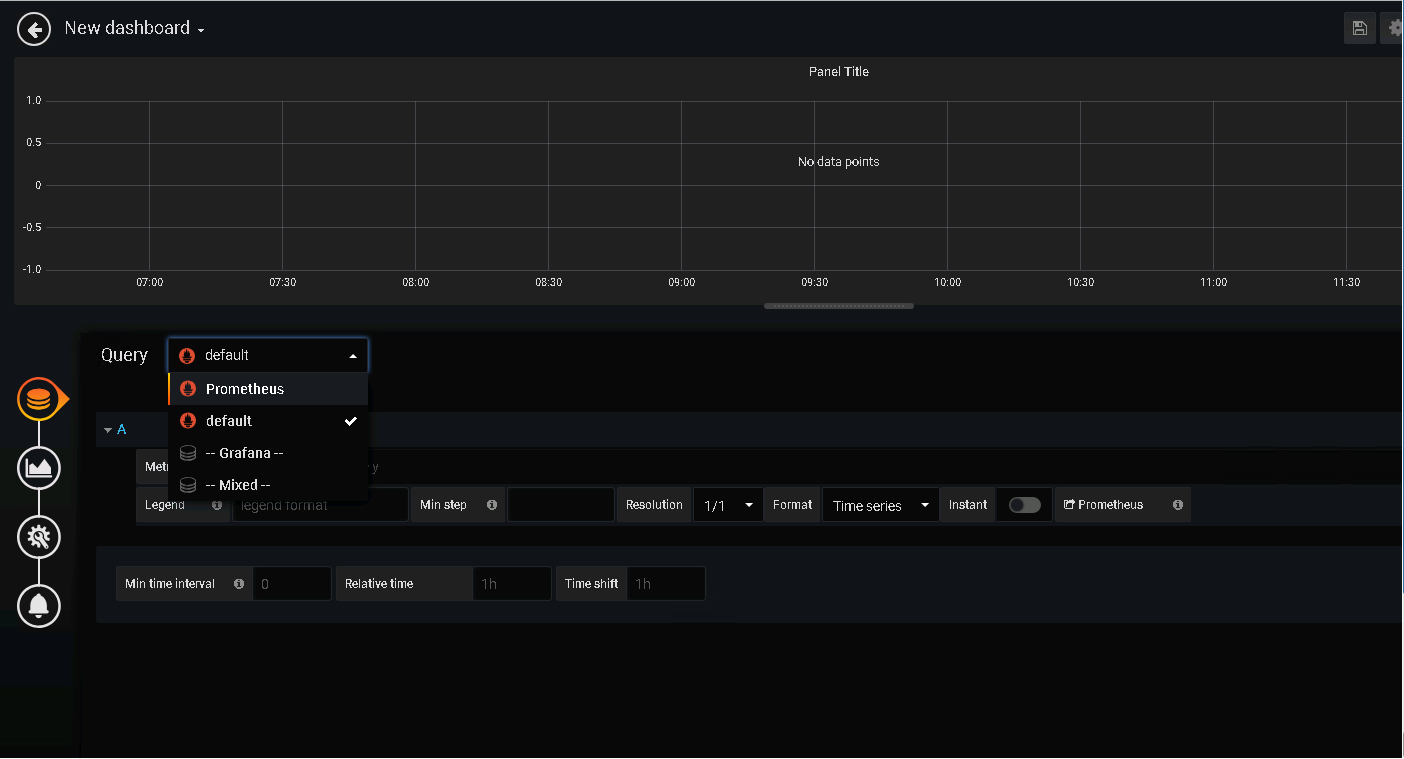 New dashboard
Panel Title
1.0
0.5
0
-0.5
-1.0
No data points
07:00 07:30 08:00 08:30 09:00 09:30 10:00 10:30 11:00 11:30
Query default
Prometheus
default
-- Grafana --
-- Mixed --
A
Metr y
Legend legend format Min step Resolution 1/1 Format Time series Instant Prometheus
Min time interval 0 Relative time 1h Time shift 1h